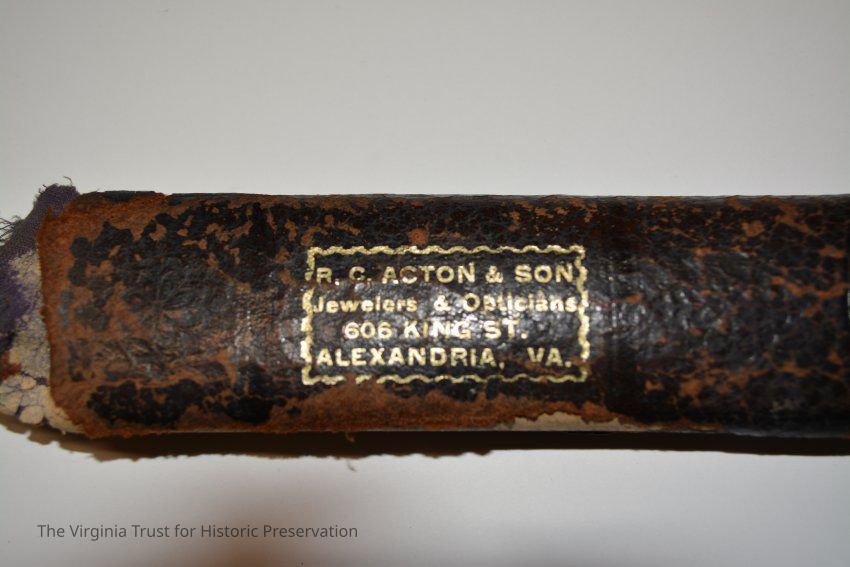 R. C. ACTON & SON
Jewelers & Opticians
606 KING ST.
ALEXANDRIA, VA.
The Virginia Trust for Historic Preservation